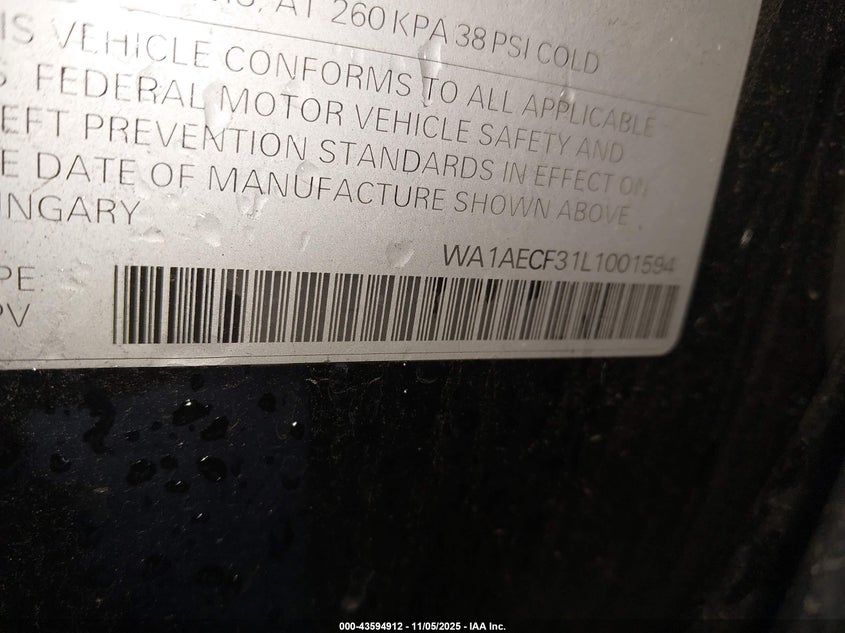 AT 260 KPA 38 PSI COLD
IS VEHICLE CONFORMS TO ALL APPLICABLE
FEDERAL MOTOR VEHICLE SAFETY AND
EFT PREVENTION STANDARDS IN EFFECT ON
E DATE OF MANUFACTURE SHOWN ABOVE
NGARY
WA1AECF31L1001594
PE:
PV
000-43594912 - 11/05/2025 - IAA Inc.